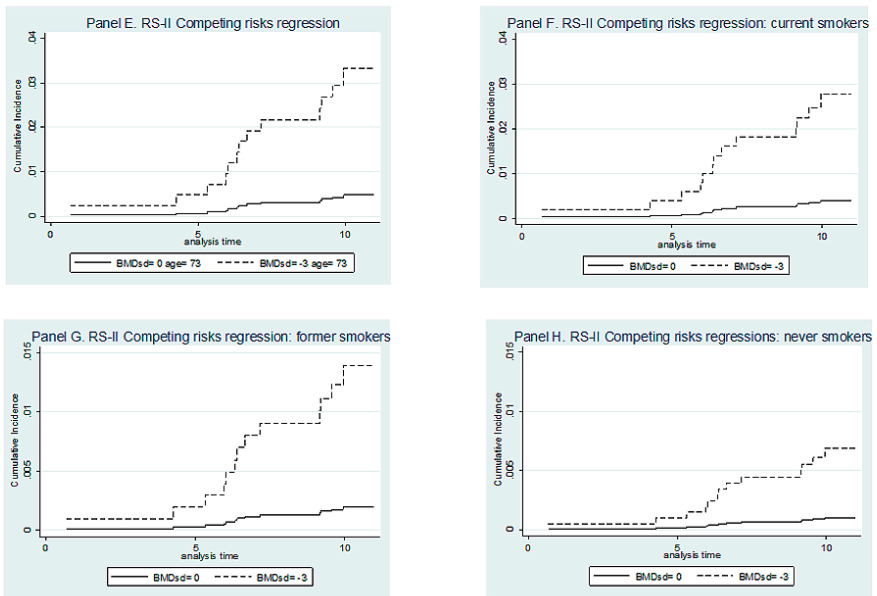 Panel E. RS-II Competing risks regression
Cumulative Incidence
.04
.03
.02
.01
0
0 5 10
analysis time
BMDsd= 0 age= 73 BMDsd= -3 age= 73
Panel F. RS-II Competing risks regression: current smokers
Cumulative Incidence
.04
.03
.02
.01
0
0 5 10
analysis time
BMDsd= 0 BMDsd= -3
Panel G. RS-II Competing risks regression: former smokers
Cumulative Incidence
.015
.01
.005
0
0 5 10
analysis time
BMDsd= 0 BMDsd= -3
Panel H. RS-II Competing risks regressions: never smokers
Cumulative Incidence
.015
.01
.005
0
0 5 10
analysis time
BMDsd= 0 BMDsd= -3